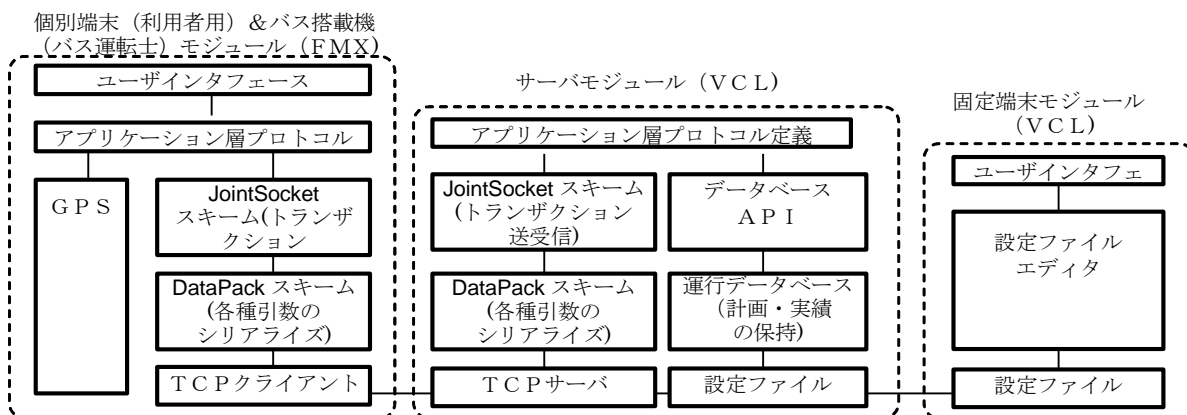 個別端末（利用者用）＆バス搭載機
（バス運転士）モジュール（ＦＭＸ）
ユーザインタフェース
アプリケーション層プロトコル
ＧＰＳ
JointSocket
スキーム(トランザ
クション
DataPack スキーム
(各種引数の
シリアライズ)
ＴＣＰクライアント
サーバモジュール（ＶＣＬ）
アプリケーション層プロトコル定義
JointSocket スキーム
(トランザクション
送受信)
データベース
ＡＰＩ
DataPack スキーム
(各種引数の
シリアライズ)
運行データベース
（計画・実績
の保持)
ＴＣＰサーバ
設定ファイル
固定端末モジュール
（ＶＣＬ）
ユーザインタフェ
設定ファイル
エディタ
設定ファイル